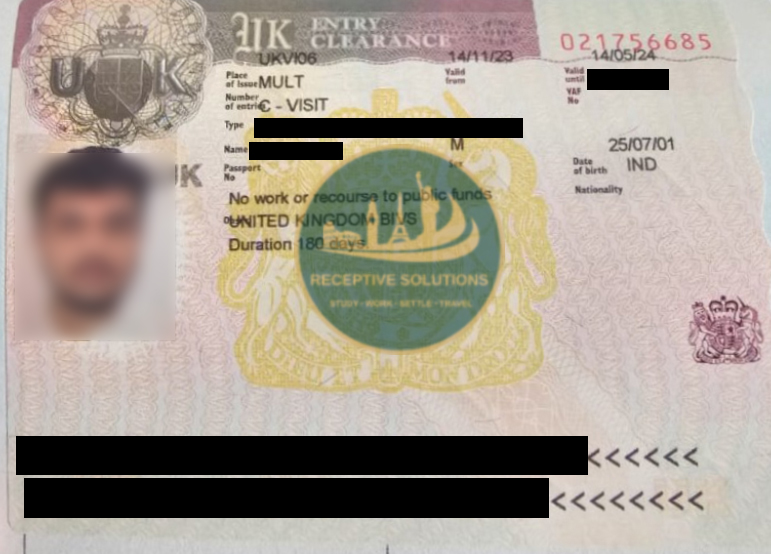 UK
UK ENTRY CLEARANCE
021756685
UKVI06 14/11/23 14/05/24
Place of Issue MULT Valid from Valid until
Number of entries C - VISIT VAF No
Type
Name M 25/07/01
Passport No Sex Date of birth IND
UK
Nationality
No work or recourse to public funds
UNITED KINGDOM BIVS
Duration 180 days
RECEPTIVE SOLUTIONS
STUDY - WORK - SETTLE - TRAVEL
DIEU ET MON DROIT
<<<<<<
<<<<<<<<